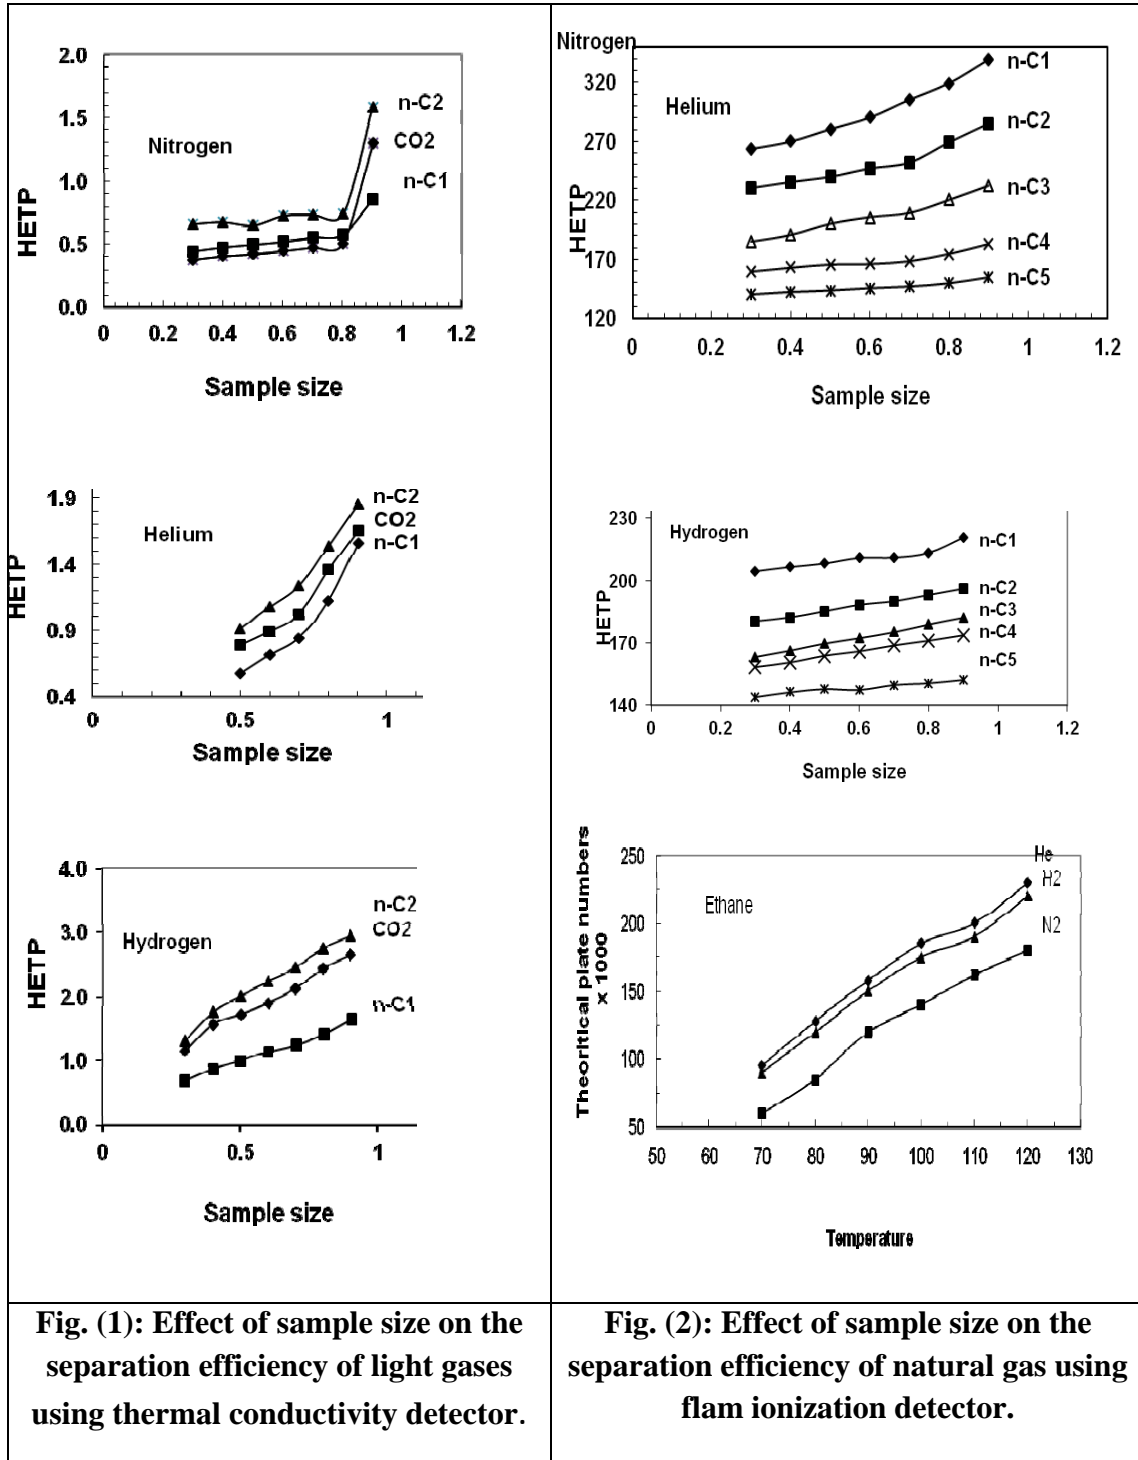 2.0
1.5
1.0
0.5
0.0
HETP
Nitrogen
n-C2
CO2
n-C1
0 0.2 0.4 0.6 0.8 1 1.2
Sample size
1.9
1.4
0.9
0.4
HETP
Helium
n-C2
CO2
n-C1
0 0.5 1
Sample size
4.0
3.0
2.0
1.0
0.0
HETP
Hydrogen
n-C2
CO2
n-C1
0 0.5 1
Sample size
Fig. (1): Effect of sample size on the
separation efficiency of light gases
using thermal conductivity detector.
Nitrogen
320
270
220
170
120
HETP
Helium
n-C1
n-C2
n-C3
n-C4
n-C5
0 0.2 0.4 0.6 0.8 1 1.2
Sample size
230
200
170
140
HETP
Hydrogen
n-C1
n-C2
n-C3
n-C4
n-C5
0 0.2 0.4 0.6 0.8 1 1.2
Sample size
Theoritical plate numbers
x 1000
250
200
150
100
50
Ethane
He
H2
N2
50 60 70 80 90 100 110 120 130
Temperature
Fig. (2): Effect of sample size on the
separation efficiency of natural gas using
flam ionization detector.